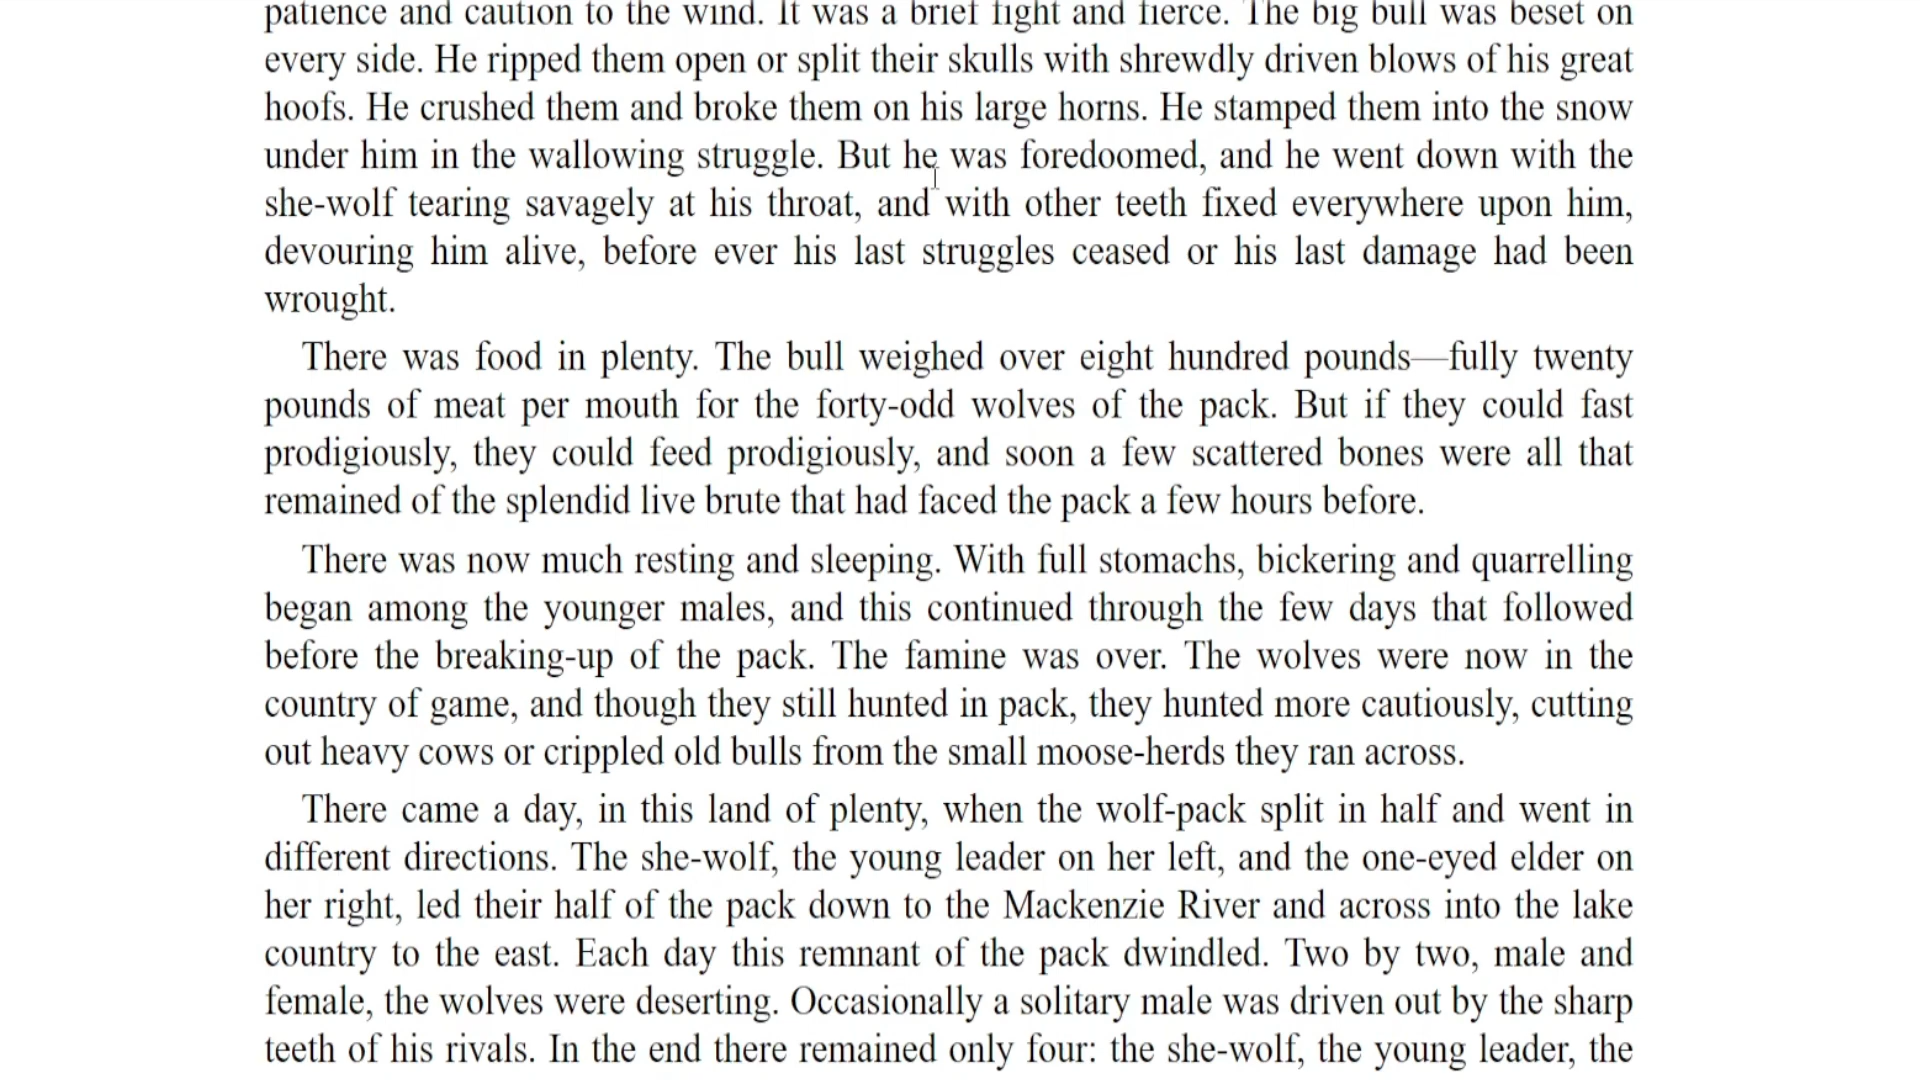 patience and caution to the wind. It was a brief fight and fierce. The big bull was beset on
every side. He ripped them open or split their skulls with shrewdly driven blows of his great
hoofs. He crushed them and broke them on his large horns. He stamped them into the snow
under him in the wallowing struggle. But he was foredoomed, and he went down with the
she-wolf tearing savagely at his throat, and with other teeth fixed everywhere upon him,
devouring him alive, before ever his last struggles ceased or his last damage had been
wrought.
There was food in plenty. The bull weighed over eight hundred pounds—fully twenty
pounds of meat per mouth for the forty-odd wolves of the pack. But if they could fast
prodigiously, they could feed prodigiously, and soon a few scattered bones were all that
remained of the splendid live brute that had faced the pack a few hours before.
There was now much resting and sleeping. With full stomachs, bickering and quarrelling
began among the younger males, and this continued through the few days that followed
before the breaking-up of the pack. The famine was over. The wolves were now in the
country of game, and though they still hunted in pack, they hunted more cautiously, cutting
out heavy cows or crippled old bulls from the small moose-herds they ran across.
There came a day, in this land of plenty, when the wolf-pack split in half and went in
different directions. The she-wolf, the young leader on her left, and the one-eyed elder on
her right, led their half of the pack down to the Mackenzie River and across into the lake
country to the east. Each day this remnant of the pack dwindled. Two by two, male and
female, the wolves were deserting. Occasionally a solitary male was driven out by the sharp
teeth of his rivals. In the end there remained only four: the she-wolf, the young leader, the